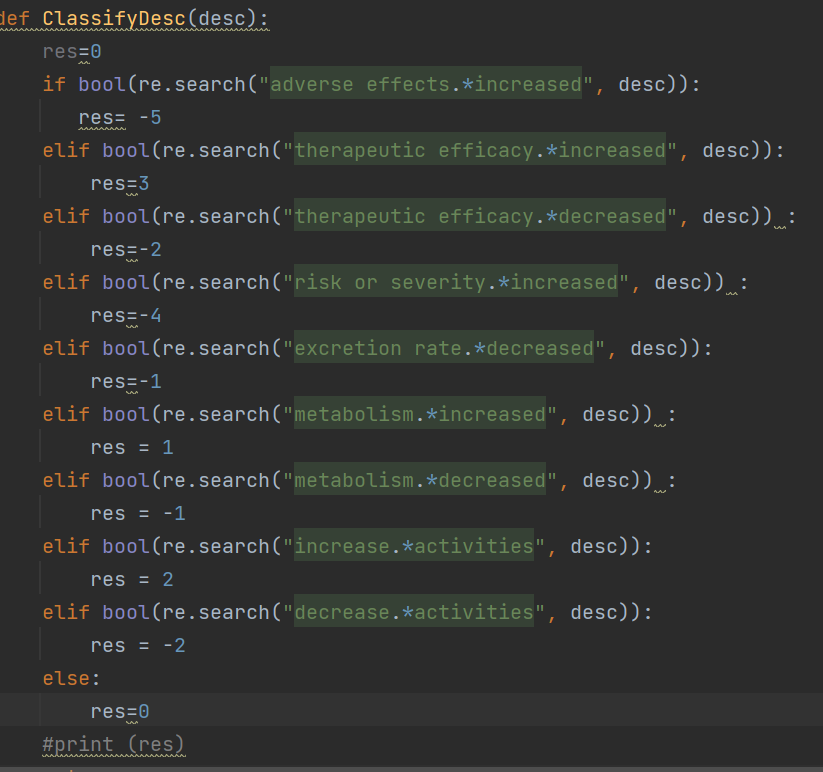 def ClassifyDesc(desc):
    res=0
    if bool(re.search("adverse effects.*increased", desc)):
       res= -5
    elif bool(re.search("therapeutic efficacy.*increased", desc)):
        res=3
    elif bool(re.search("therapeutic efficacy.*decreased", desc)) :
        res=-2
    elif bool(re.search("risk or severity.*increased", desc)) :
        res=-4
    elif bool(re.search("excretion rate.*decreased", desc)):
        res=-1
    elif bool(re.search("metabolism.*increased", desc)) :
        res = 1
    elif bool(re.search("metabolism.*decreased", desc)) :
        res = -1
    elif bool(re.search("increase.*activities", desc)):
        res = 2
    elif bool(re.search("decrease.*activities", desc)):
        res = -2
    else:
        res=0
    #print (res)